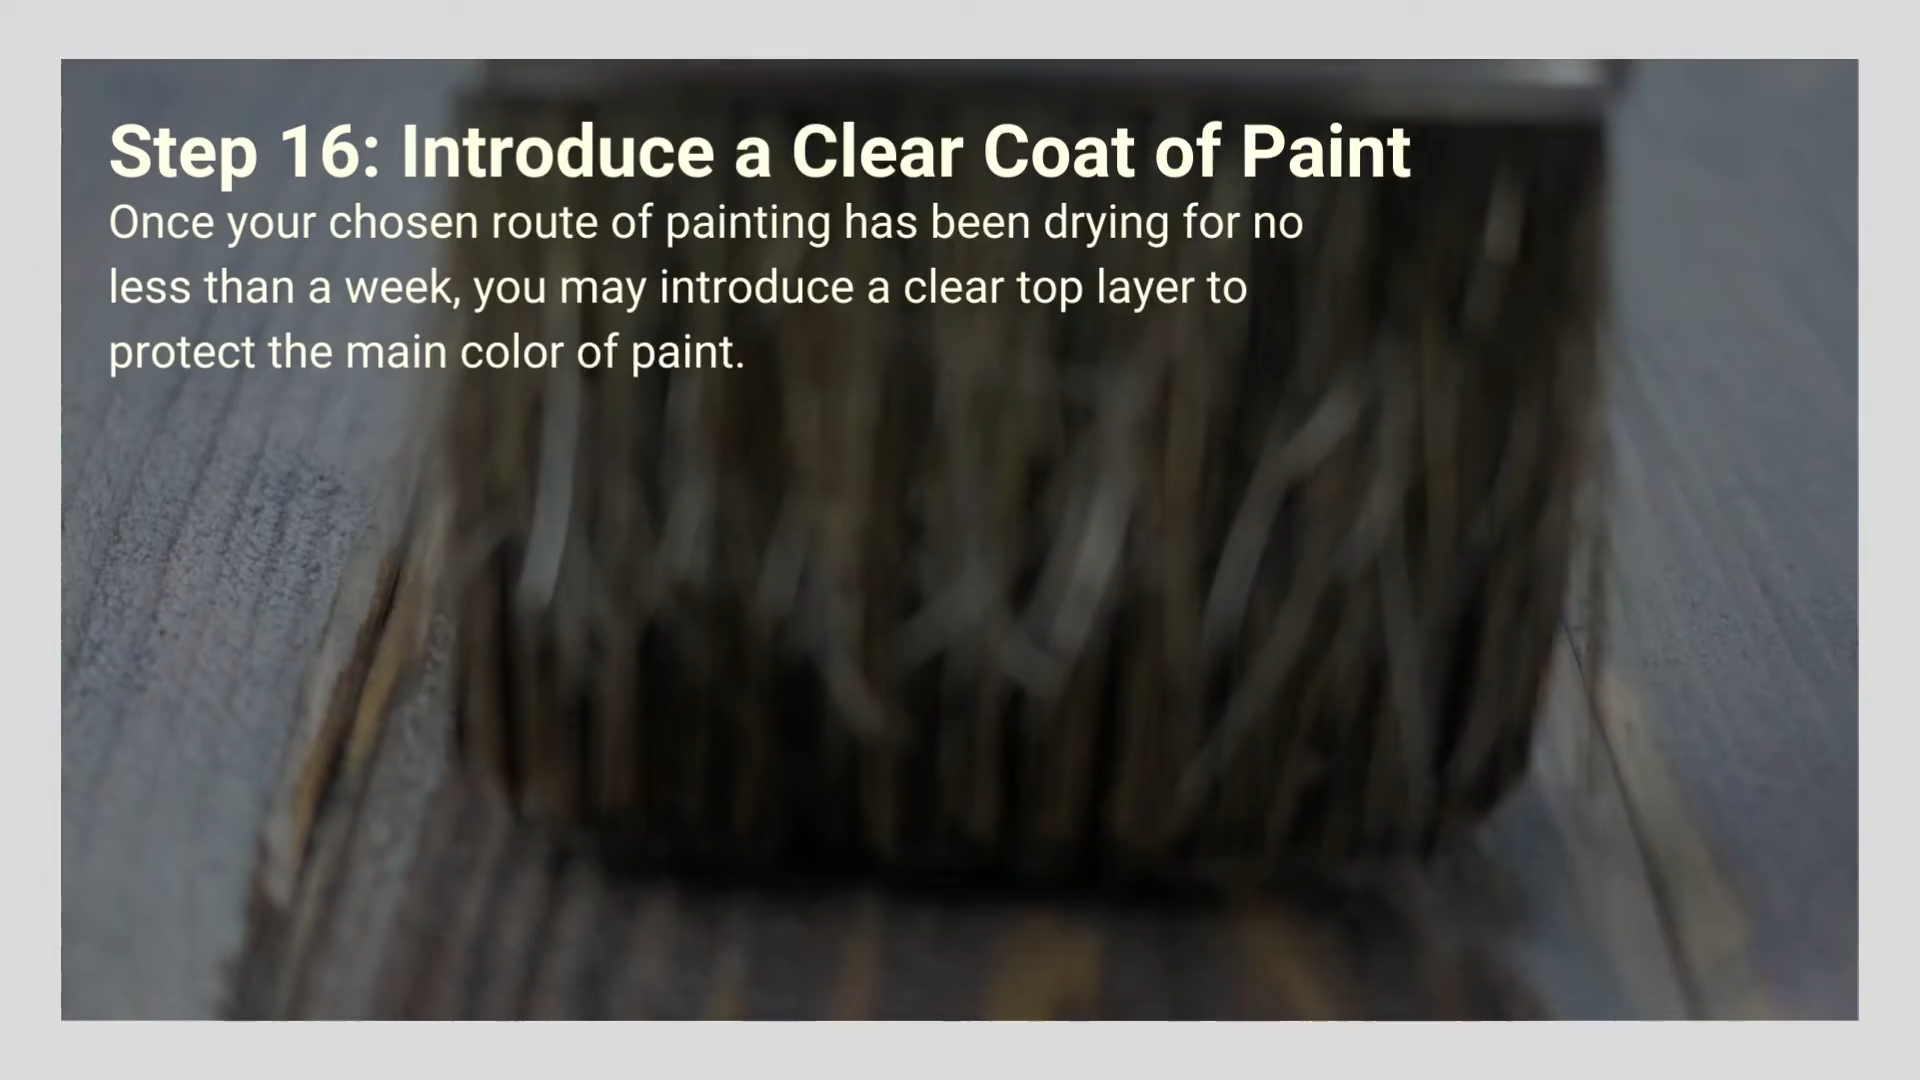 Step 16: Introduce a Clear Coat of Paint
Once your chosen route of painting has been drying for no
less than a week, you may introduce a clear top layer to
protect the main color of paint.